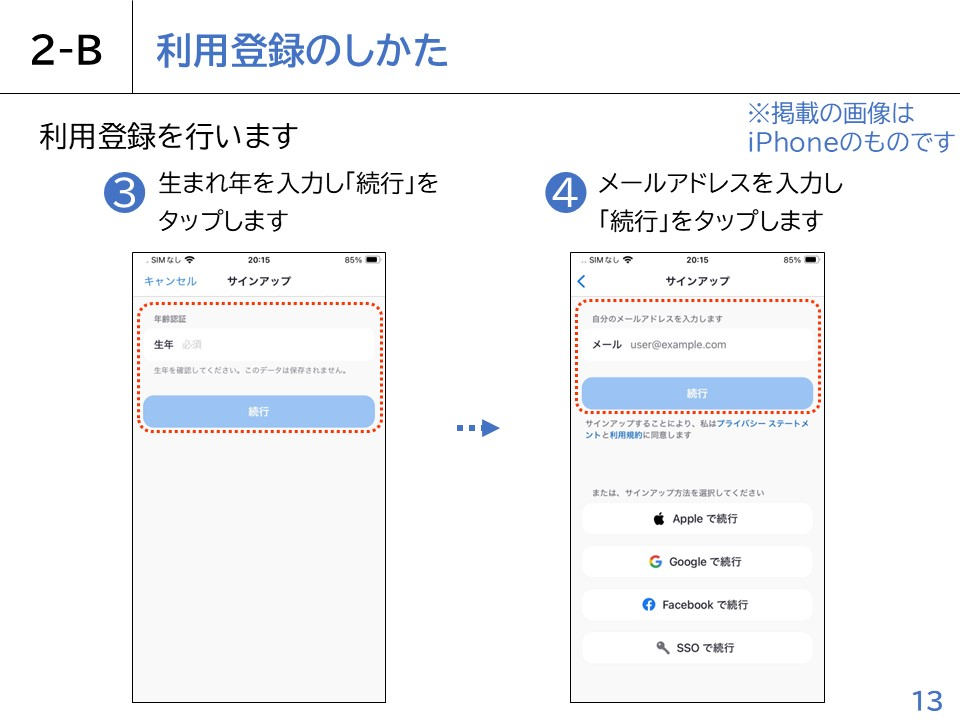 2-B
利用登録のしかた
※掲載の画像は
iPhoneのものです
利用登録を行います
3
生まれ年を入力し「続行」を
タップします
SIMなし 20:15 85%
キャンセル サインアップ
年齢認証
生年 必須
生年を確認してください。このデータは保存されません。
続行
4
メールアドレスを入力し
「続行」をタップします
SIMなし 20:15 85%
サインアップ
自分のメールアドレスを入力します
メール user@example.com
続行
サインアップすることにより、私はプライバシー ステートメ
ントと利用規約に同意します
または、サインアップ方法を選択してください
Apple で続行
Google で続行
Facebook で続行
SSO で続行
13